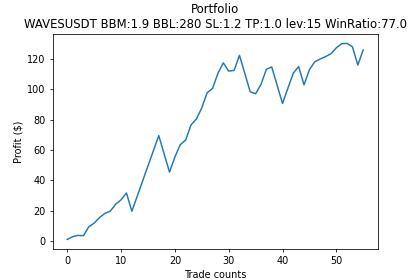 Portfolio
WAVESUSDT BBM:1.9 BBL:280 SL:1.2 TP:1.0 lev:15 WinRatio:77.0
Profit ($)
120
100
80
60
40
20
0
0 10 20 30 40 50
Trade counts